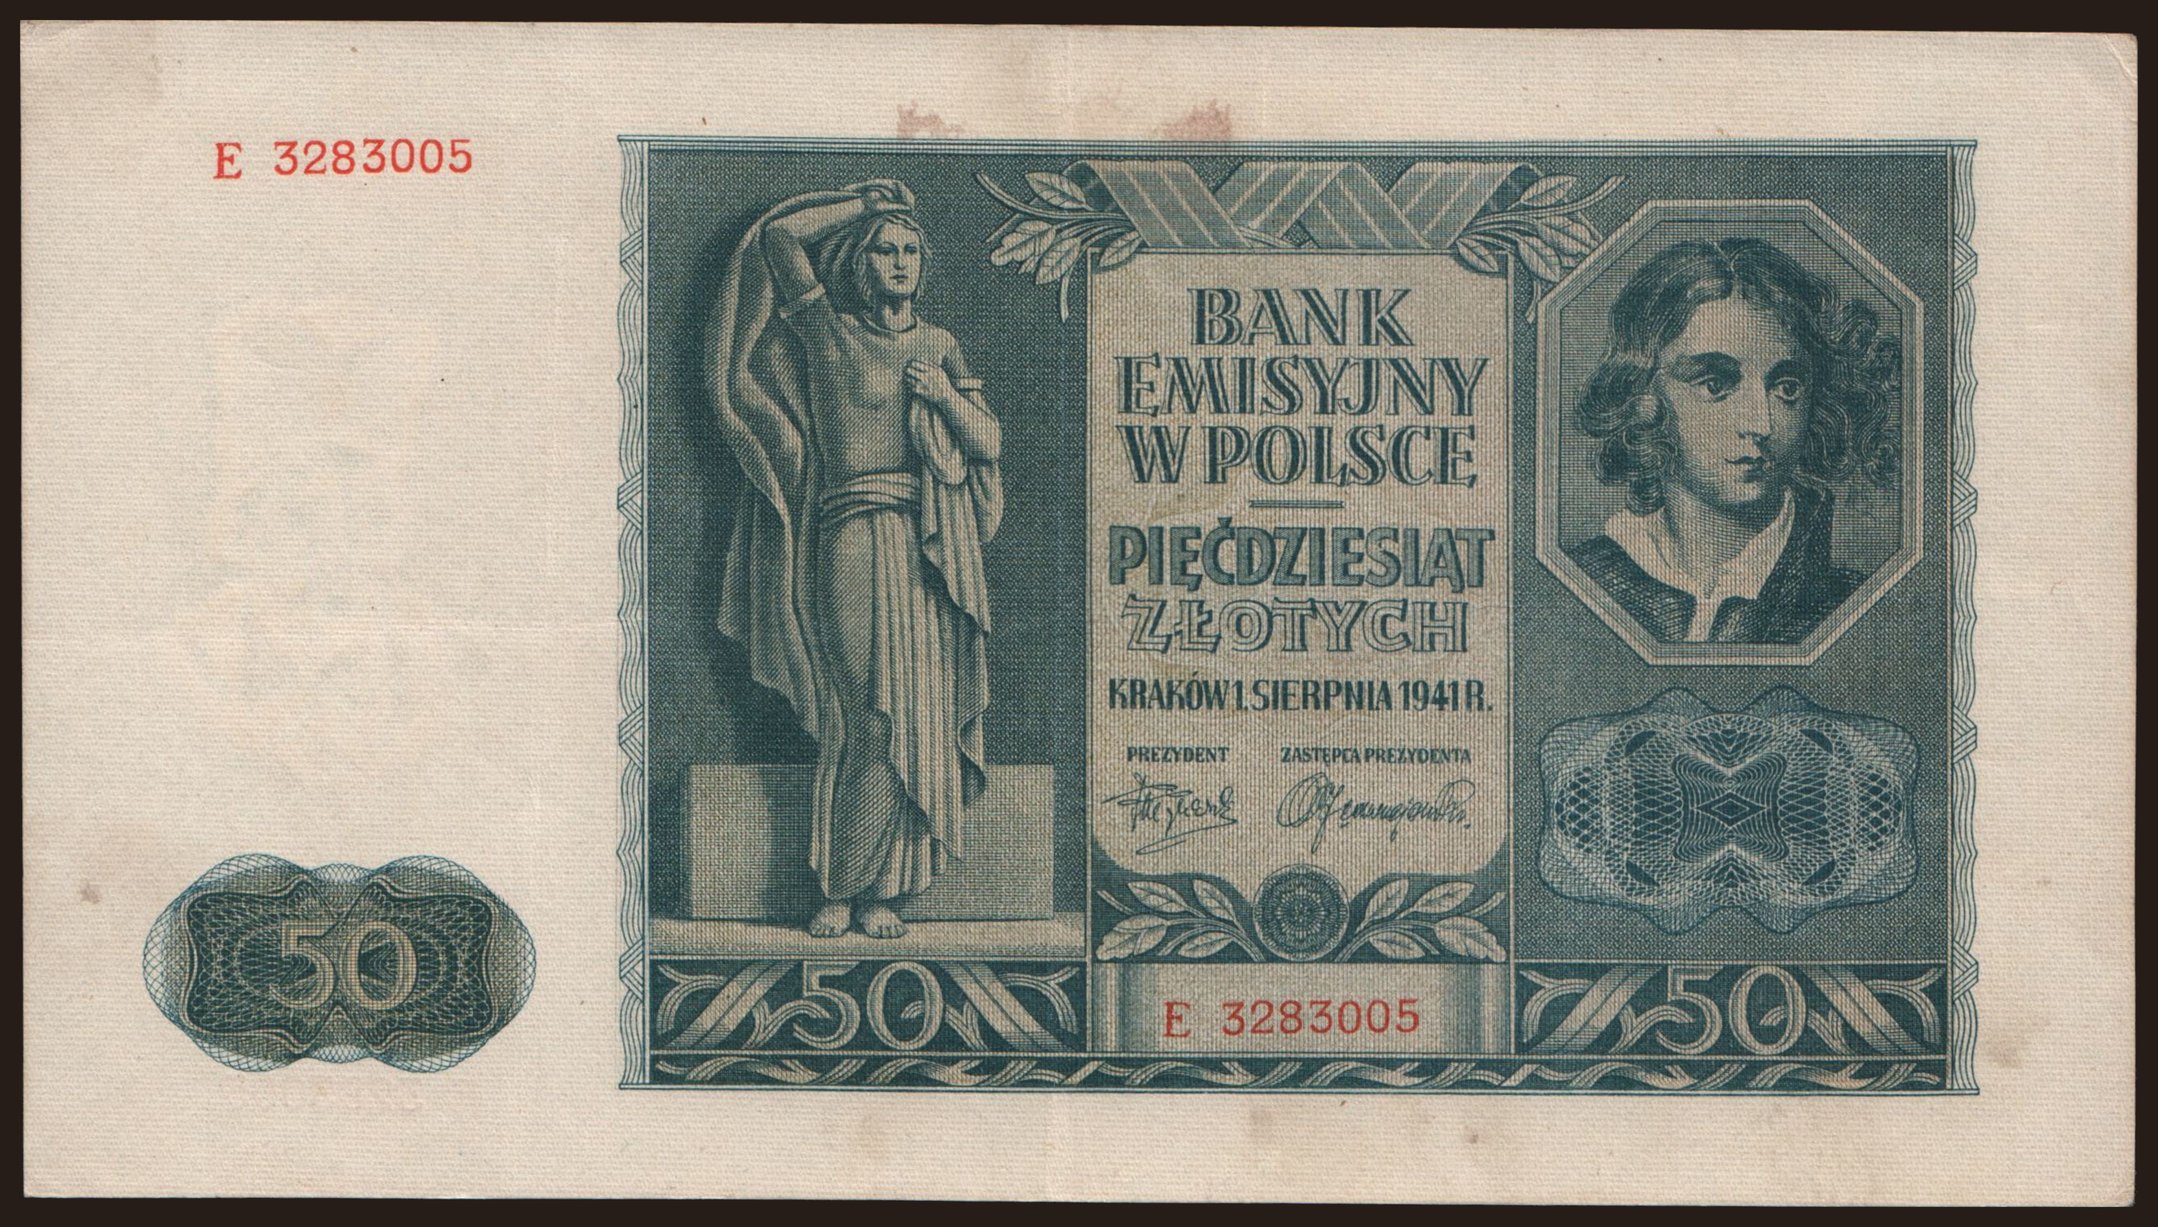 E 3283005
BANK
EMISYJNY
W POLSCE
PIĘĆDZIESIĄT
ZŁOTYCH
KRAKÓW 1. SIERPNIA 1941 R.
PREZYDENT ZASTĘPCA PREZYDENTA
50
50
E 3283005
50